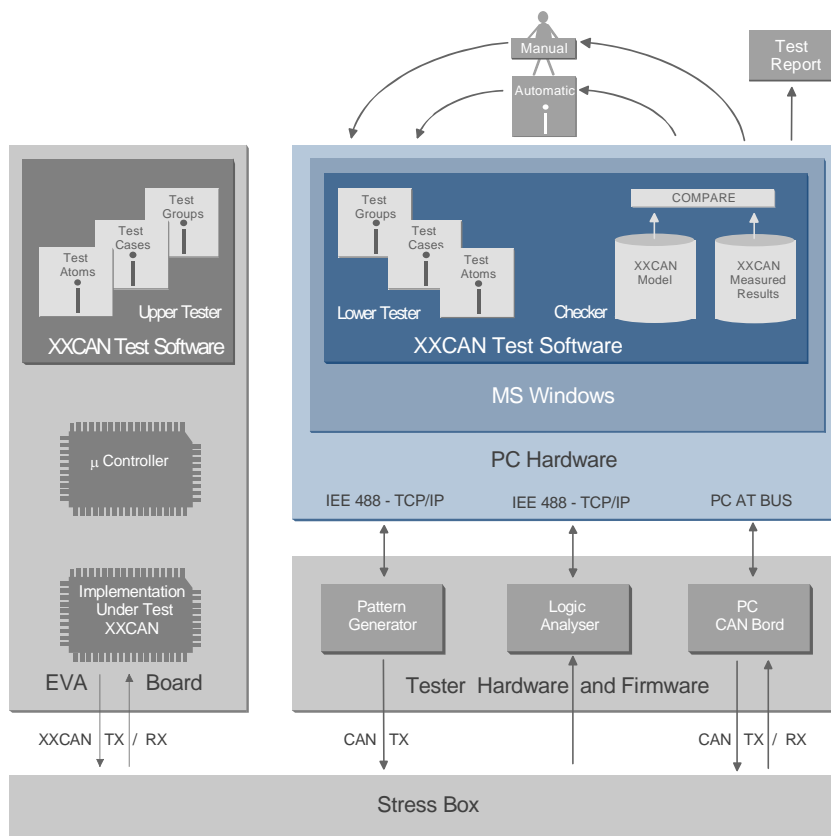 Manual
Automatic
Test
Report
Test
Groups
Test
Cases
Test
Atoms
Upper Tester
XXCAN Test Software
μ Controller
Implementation
Under Test
XXCAN
EVA Board
XXCAN TX / RX
Test
Groups
Test
Cases
Test
Atoms
Lower Tester
COMPARE
XXCAN
Model
XXCAN
Measured
Results
Checker
XXCAN Test Software
MS Windows
PC Hardware
IEE 488 - TCP/IP
IEE 488 - TCP/IP
PC AT BUS
Pattern
Generator
Logic
Analyser
PC
CAN Bord
Tester Hardware and Firmware
CAN TX
CAN TX / RX
Stress Box